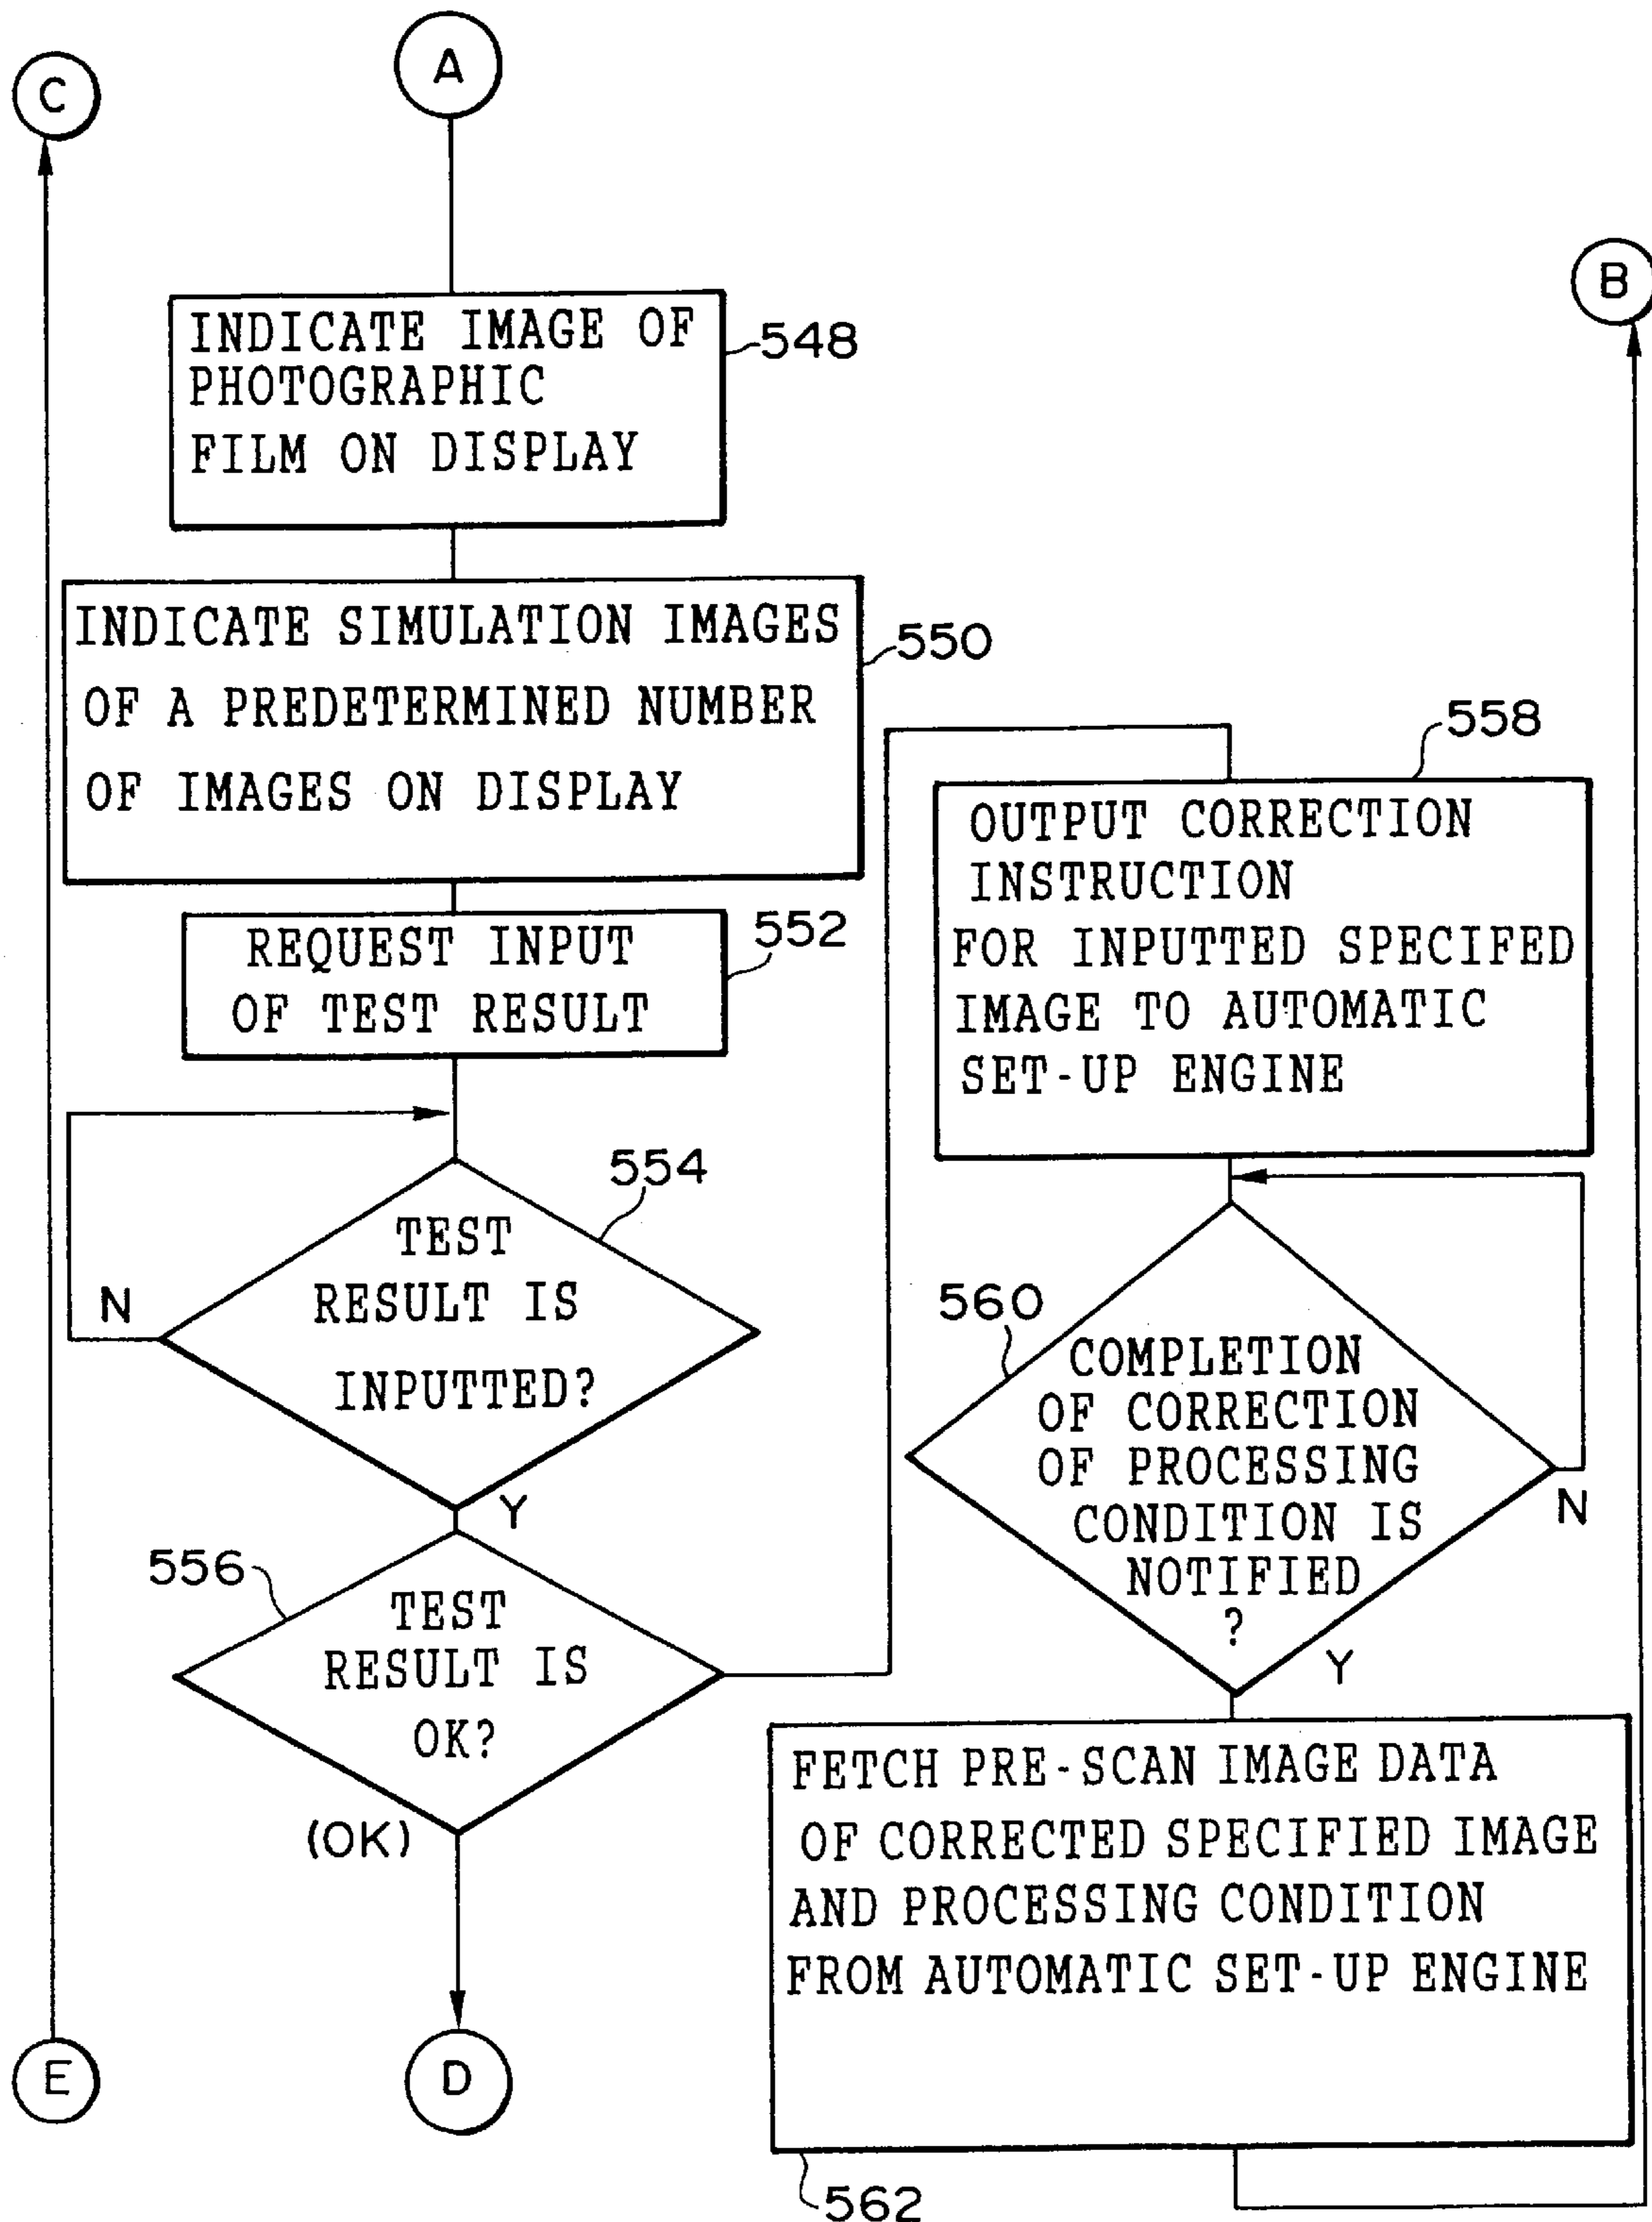 C
A
B
INDICATE IMAGE OF
PHOTOGRAPHIC
FILM ON DISPLAY
548
INDICATE SIMULATION IMAGES
OF A PREDETERMINED NUMBER
OF IMAGES ON DISPLAY
550
REQUEST INPUT
OF TEST RESULT
552
TEST
RESULT IS
INPUTTED?
554
N
Y
TEST
RESULT IS
OK?
556
(OK)
D
E
558
OUTPUT CORRECTION
INSTRUCTION
FOR INPUTTED SPECIFED
IMAGE TO AUTOMATIC
SET-UP ENGINE
560
COMPLETION
OF CORRECTION
OF PROCESSING
CONDITION IS
NOTIFIED
?
N
Y
FETCH PRE-SCAN IMAGE DATA
OF CORRECTED SPECIFIED IMAGE
AND PROCESSING CONDITION
FROM AUTOMATIC SET-UP ENGINE
562